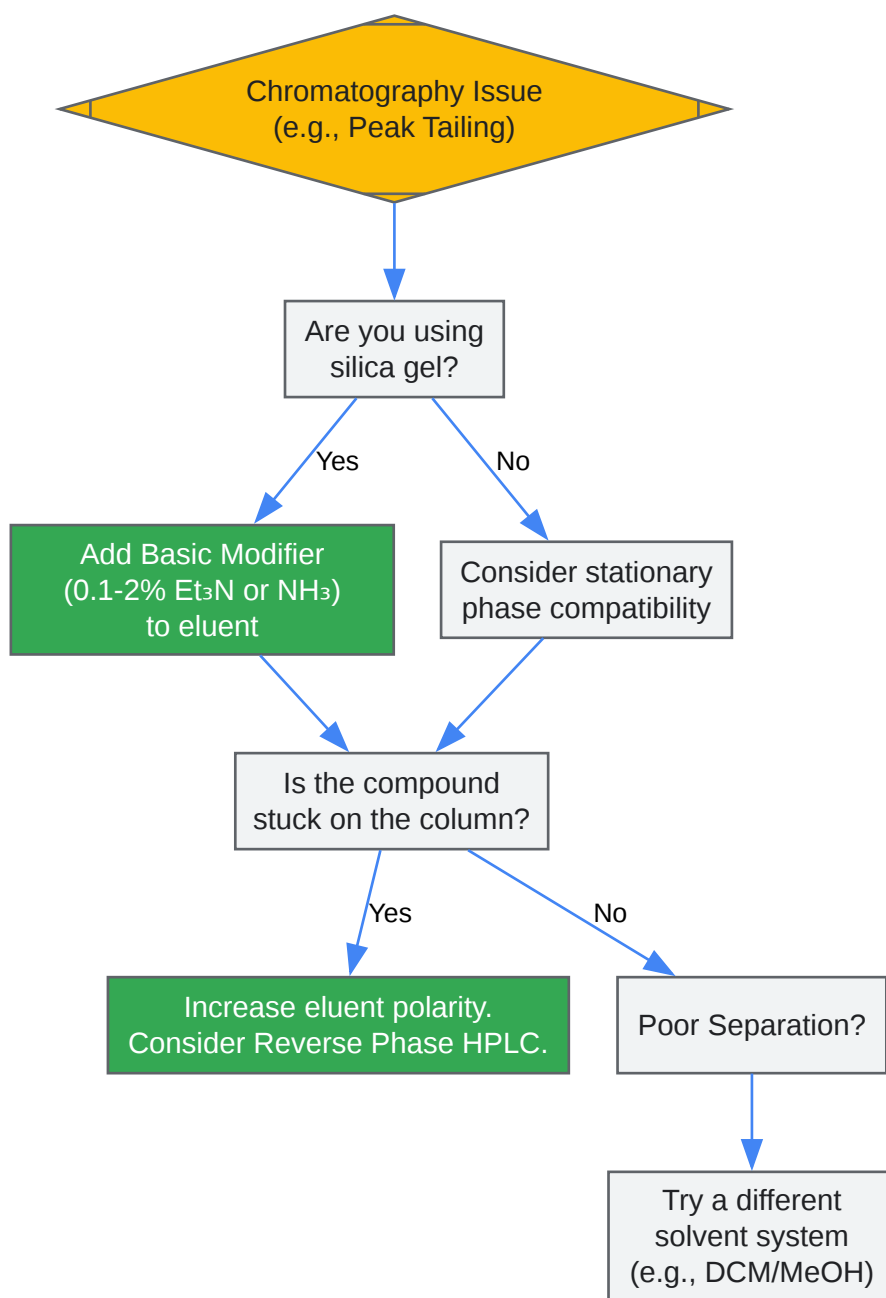 Chromatography Issue
(e.g., Peak Tailing)
Are you using
silica gel?
Yes
No
Add Basic Modifier
(0.1-2% Et₃N or NH₃)
to eluent
Consider stationary
phase compatibility
Is the compound
stuck on the column?
Yes
No
Increase eluent polarity.
Consider Reverse Phase HPLC.
Poor Separation?
Try a different
solvent system
(e.g., DCM/MeOH)